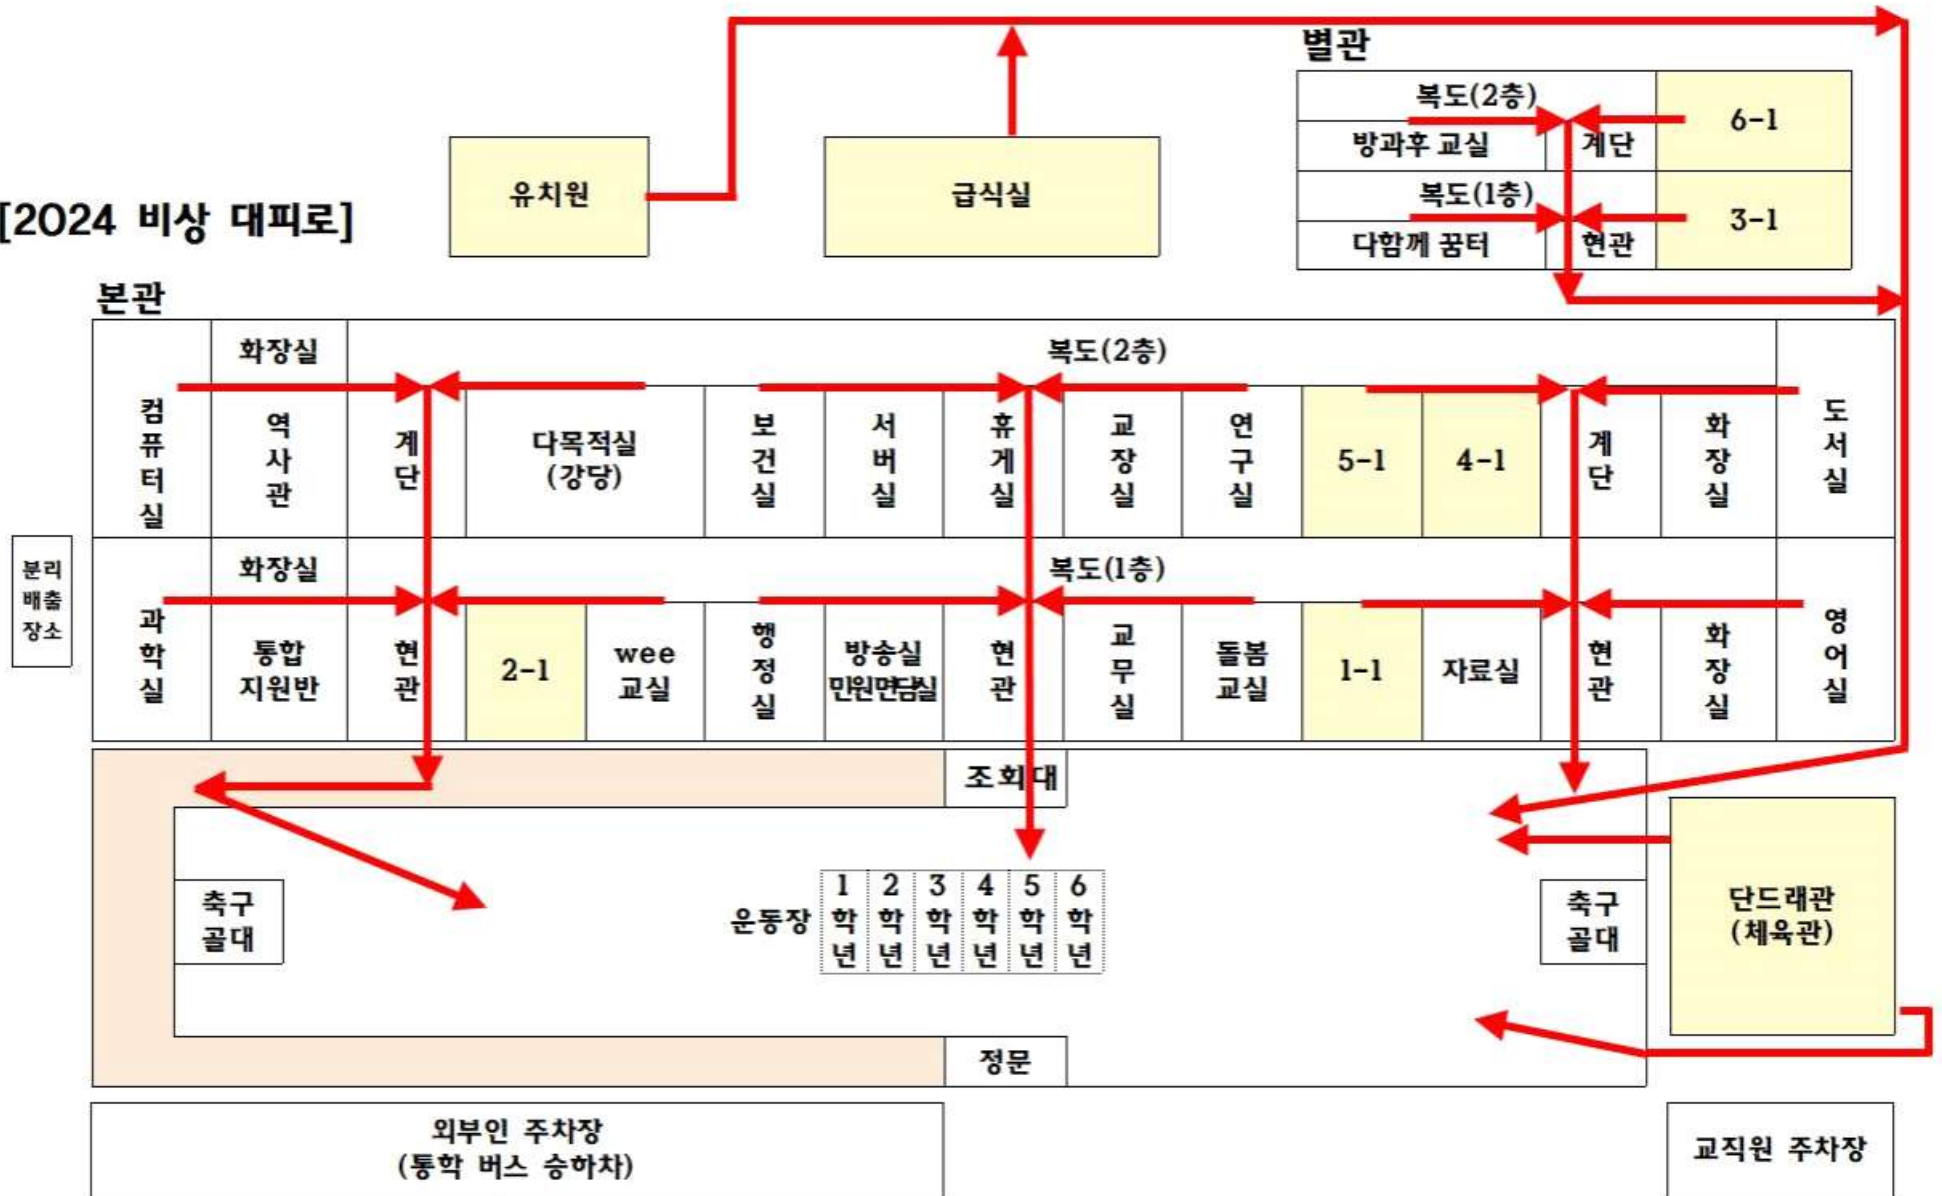 별관
복도(2층)
6-1
방과후 교실
계단
유치원
급식실
복도(1층)
3-1
다함께 꿈터
현관
[2024 비상 대피로]
본관
화장실
복도(2층)
컴퓨터실
역사관
계단
다목적실
(강당)
보건실
서버실
휴게실
교장실
연구실
5-1
4-1
계단
화장실
도서실
분리
배출
장소
화장실
복도(1층)
과학실
통합
지원반
현관
2-1
wee
교실
행정실
방송실
민원면담실
현관
교무실
돌봄
교실
1-1
자료실
현관
화장실
영어실
조회대
축구
골대
운동장
1학년
2학년
3학년
4학년
5학년
6학년
축구
골대
단드래관
(체육관)
정문
외부인 주차장
(통학 버스 승하차)
교직원 주차장